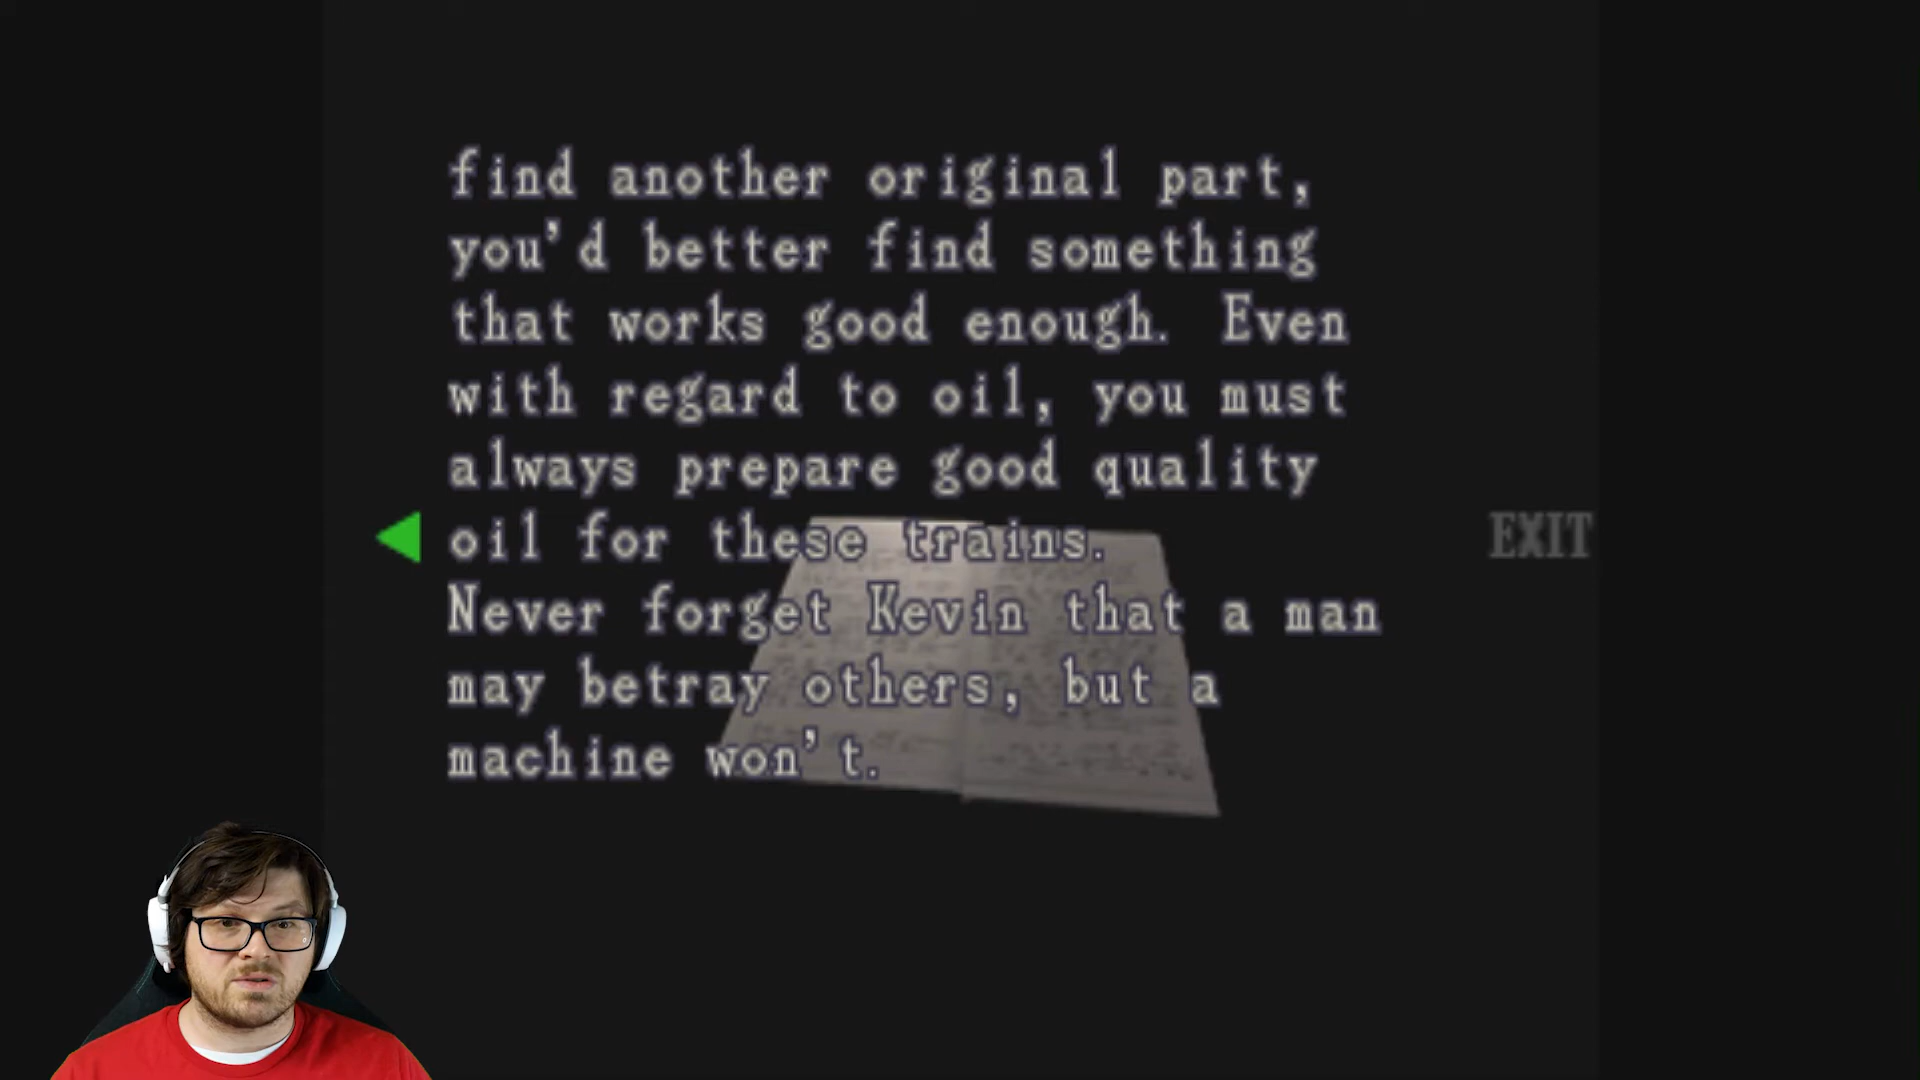 find another original part,
you'd better find something
that works good enough. Even
with regard to oil, you must
always prepare good quality
oil for these trains.
EXIT
Never forget Kevin that a man
may betray others, but a
machine won't.